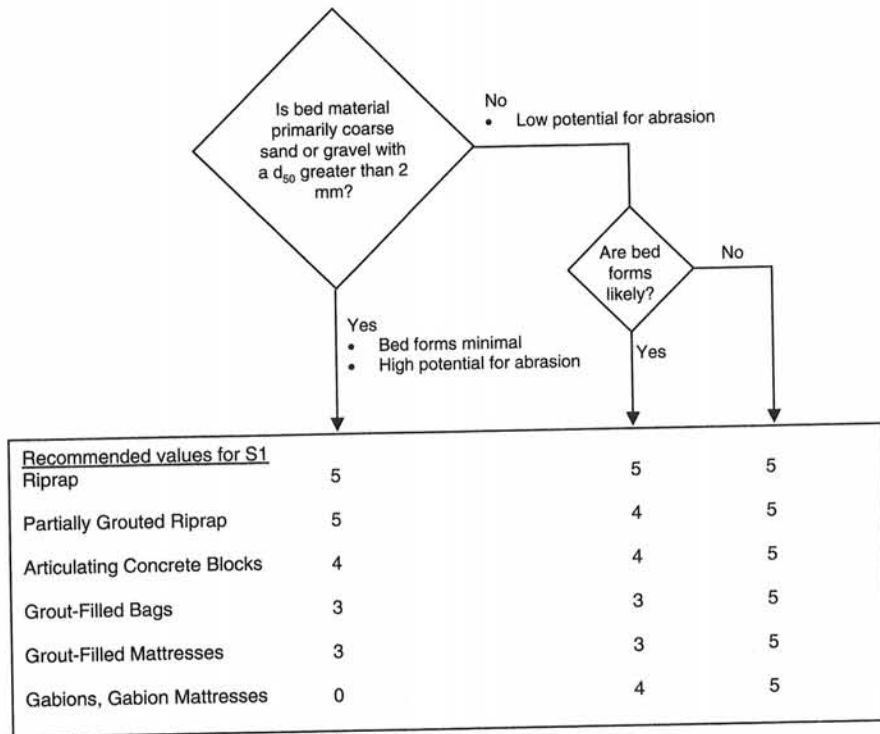 Is bed material
primarily coarse
sand or gravel with
a d50 greater than 2
mm?
No
• Low potential for abrasion
Are bed
forms
likely?
No
Yes
• Bed forms minimal
• High potential for abrasion
Yes
Recommended values for S1
Riprap 5 5 5
Partially Grouted Riprap 5 4 5
Articulating Concrete Blocks 4 4 5
Grout-Filled Bags 3 3 5
Grout-Filled Mattresses 3 3 5
Gabions, Gabion Mattresses 0 4 5